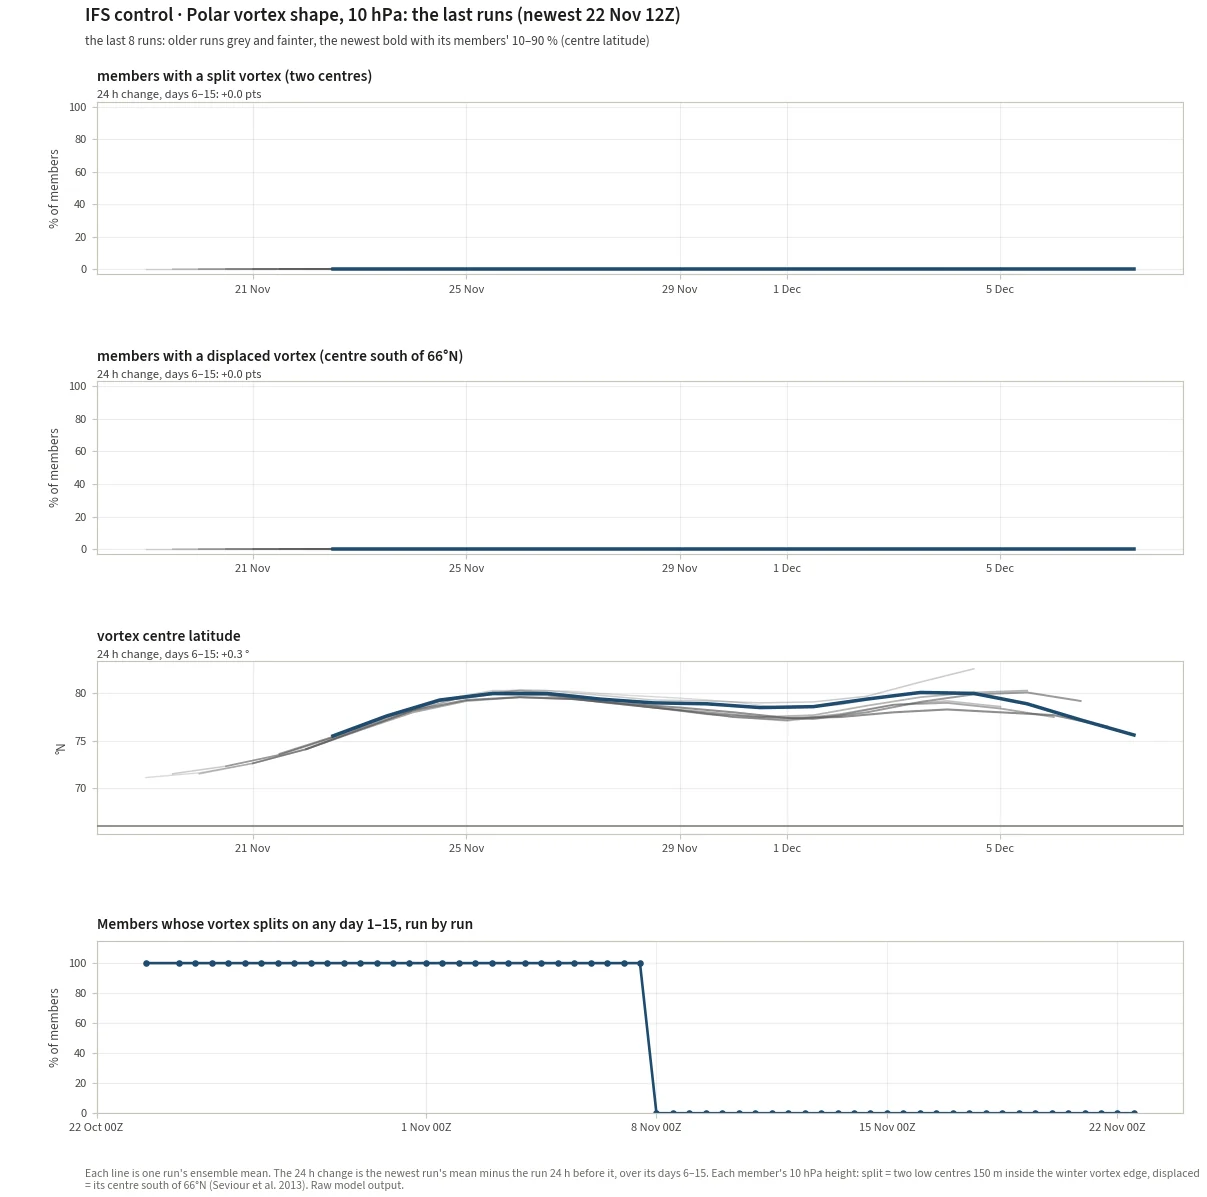 IFS control · Polar vortex shape, 10 hPa: the last runs (newest 22 Nov 12Z)
the last 8 runs: older runs grey and fainter, the newest bold with its members' 10–90 % (centre latitude)
members with a split vortex (two centres)
24 h change, days 6–15: +0.0 pts
100
80
60
40
20
0
% of members
21 Nov
25 Nov
29 Nov
1 Dec
5 Dec
members with a displaced vortex (centre south of 66°N)
24 h change, days 6–15: +0.0 pts
100
80
60
40
20
0
% of members
21 Nov
25 Nov
29 Nov
1 Dec
5 Dec
vortex centre latitude
24 h change, days 6–15: +0.3 °
80
75
70
°N
21 Nov
25 Nov
29 Nov
1 Dec
5 Dec
Members whose vortex splits on any day 1–15, run by run
100
80
60
40
20
0
% of members
22 Oct 00Z
1 Nov 00Z
8 Nov 00Z
15 Nov 00Z
22 Nov 00Z
Each line is one run's ensemble mean. The 24 h change is the newest run's mean minus the run 24 h before it, over its days 6–15. Each member's 10 hPa height: split = two low centres 150 m inside the winter vortex edge, displaced
= its centre south of 66°N (Seviour et al. 2013). Raw model output.